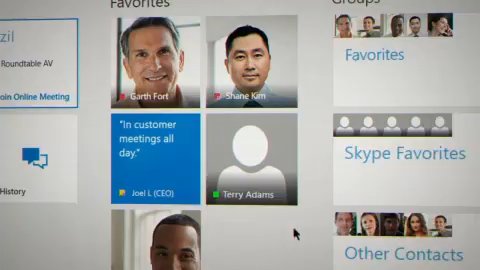 Favorites
Groups
zil
Roundtable AV
oin Online Meeting
History
Garth Fort
Shane Kim
"In customer
meetings all
day."
Joel L (CEO)
Terry Adams
Favorites
Skype Favorites
Other Contacts